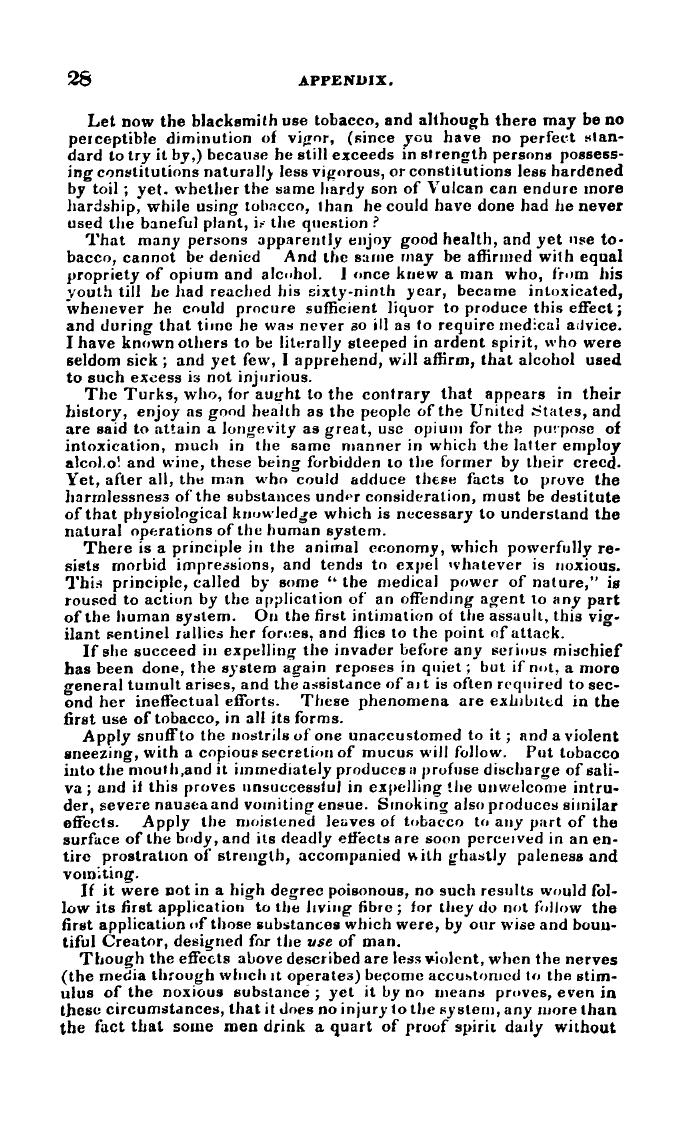 28 APPENDIX.
Let now the blacksmith use tobacco, and although there may be no
perceptible diminution of vigor, (since you have no perfect stan-
dard to try it by,) because he still exceeds in strength persons possess-
ing constitutions naturally less vigorous, or constitutions less hardened
by toil ; yet. whether the same hardy son of Vulcan can endure more
hardship, while using tobacco, than he could have done had he never
used the baneful plant, is the question ?
That many persons apparently enjoy good health, and yet use to-
bacco, cannot be denied And the same may be affirmed with equal
propriety of opium and alcohol. I once knew a man who, from his
youth till he had reached his sixty-ninth year, became intoxicated,
whenever he could procure sufficient liquor to produce this effect ;
and during that time he was never so ill as to require medical advice.
I have known others to be literally steeped in ardent spirit, who were
seldom sick ; and yet few, I apprehend, will affirm, that alcohol used
to such excess is not injurious.
The Turks, who, for aught to the contrary that appears in their
history, enjoy as good health as the people of the United States, and
are said to attain a longevity as great, use opium for the purpose of
intoxication, much in the same manner in which the latter employ
alcohol and wine, these being forbidden to the former by their creed.
Yet, after all, the man who could adduce these facts to prove the
harmlessness of the substances under consideration, must be destitute
of that physiological knowledge which is necessary to understand the
natural operations of the human system.
There is a principle in the animal economy, which powerfully re-
sists morbid impressions, and tends to expel whatever is noxious.
This principle, called by some " the medical power of nature," is
roused to action by the application of an offending agent to any part
of the human system. On the first intimation of the assault, this vig-
ilant sentinel rallies her forces, and flies to the point of attack.
If she succeed in expelling the invader before any serious mischief
has been done, the system again reposes in quiet ; but if not, a more
general tumult arises, and the assistance of art is often required to sec-
ond her ineffectual efforts. These phenomena are exhibited in the
first use of tobacco, in all its forms.
Apply snuff to the nostrils of one unaccustomed to it ; and a violent
sneezing, with a copious secretion of mucus will follow. Put tobacco
into the mouth,and it immediately produces a profuse discharge of sali-
va ; and if this proves unsuccessful in expelling the unwelcome intru-
der, severe nausea and vomiting ensue. Smoking also produces similar
effects. Apply the moistened leaves of tobacco to any part of the
surface of the body, and its deadly effects are soon perceived in an en-
tire prostration of strength, accompanied with ghastly paleness and
vomiting.
If it were not in a high degree poisonous, no such results would fol-
low its first application to the living fibre ; for they do not follow the
first application of those substances which were, by our wise and boun-
tiful Creator, designed for the use of man.
Though the effects above described are less violent, when the nerves
(the media through which it operates) become accustomed to the stim-
ulus of the noxious substance ; yet it by no means proves, even in
these circumstances, that it does no injury to the system, any more than
the fact that some men drink a quart of proof spirit daily without